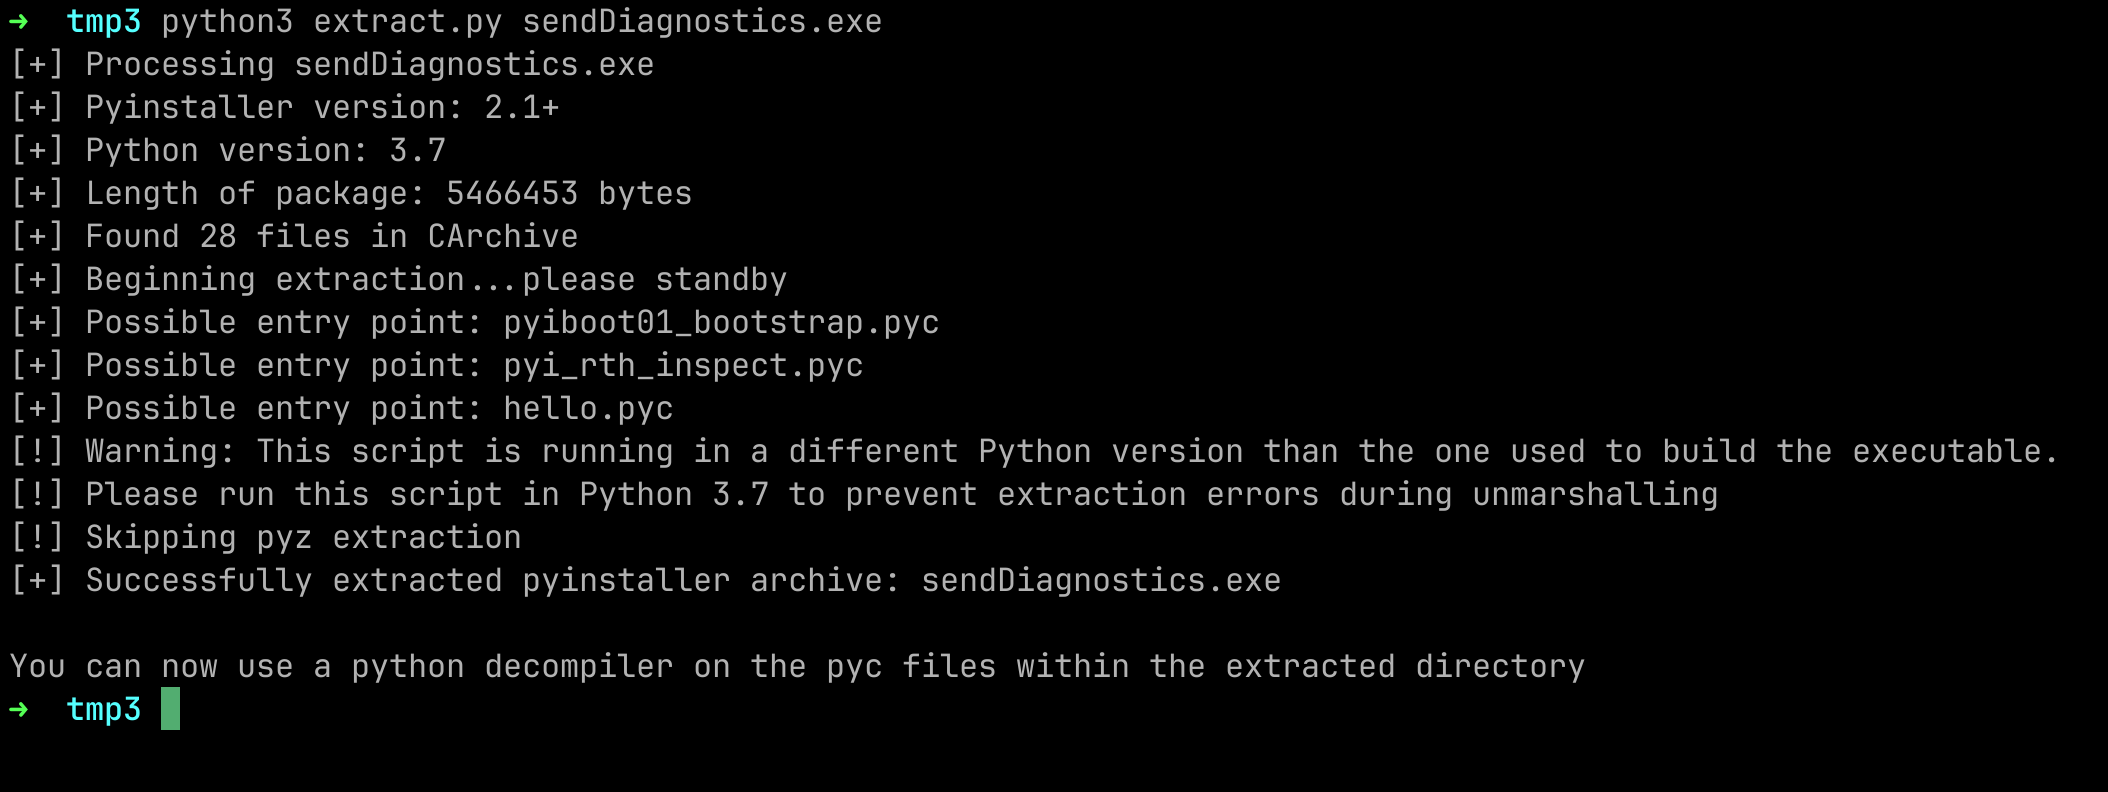 ➜  tmp3 python3 extract.py sendDiagnostics.exe
[+] Processing sendDiagnostics.exe
[+] Pyinstaller version: 2.1+
[+] Python version: 3.7
[+] Length of package: 5466453 bytes
[+] Found 28 files in CArchive
[+] Beginning extraction...please standby
[+] Possible entry point: pyiboot01_bootstrap.pyc
[+] Possible entry point: pyi_rth_inspect.pyc
[+] Possible entry point: hello.pyc
[!] Warning: This script is running in a different Python version than the one used to build the executable.
[!] Please run this script in Python 3.7 to prevent extraction errors during unmarshalling
[!] Skipping pyz extraction
[+] Successfully extracted pyinstaller archive: sendDiagnostics.exe
You can now use a python decompiler on the pyc files within the extracted directory
➜  tmp3